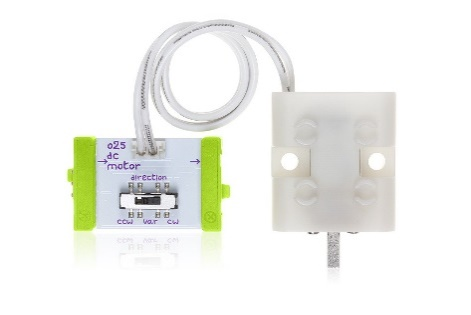 o25
dc
motor
direction
ccw var cw